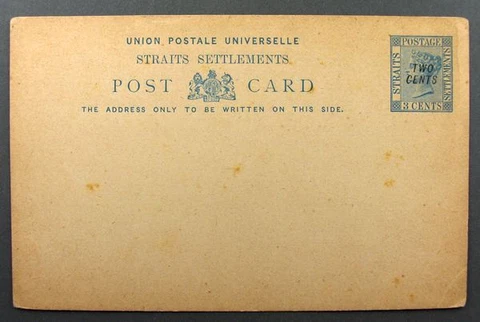 UNION POSTALE UNIVERSELLE
STRAITS SETTLEMENTS
POST CARD
THE ADDRESS ONLY TO BE WRITTEN ON THIS SIDE.
POSTAGE
STRAITS
SETTLEMENTS
TWO
CENTS
3 CENTS